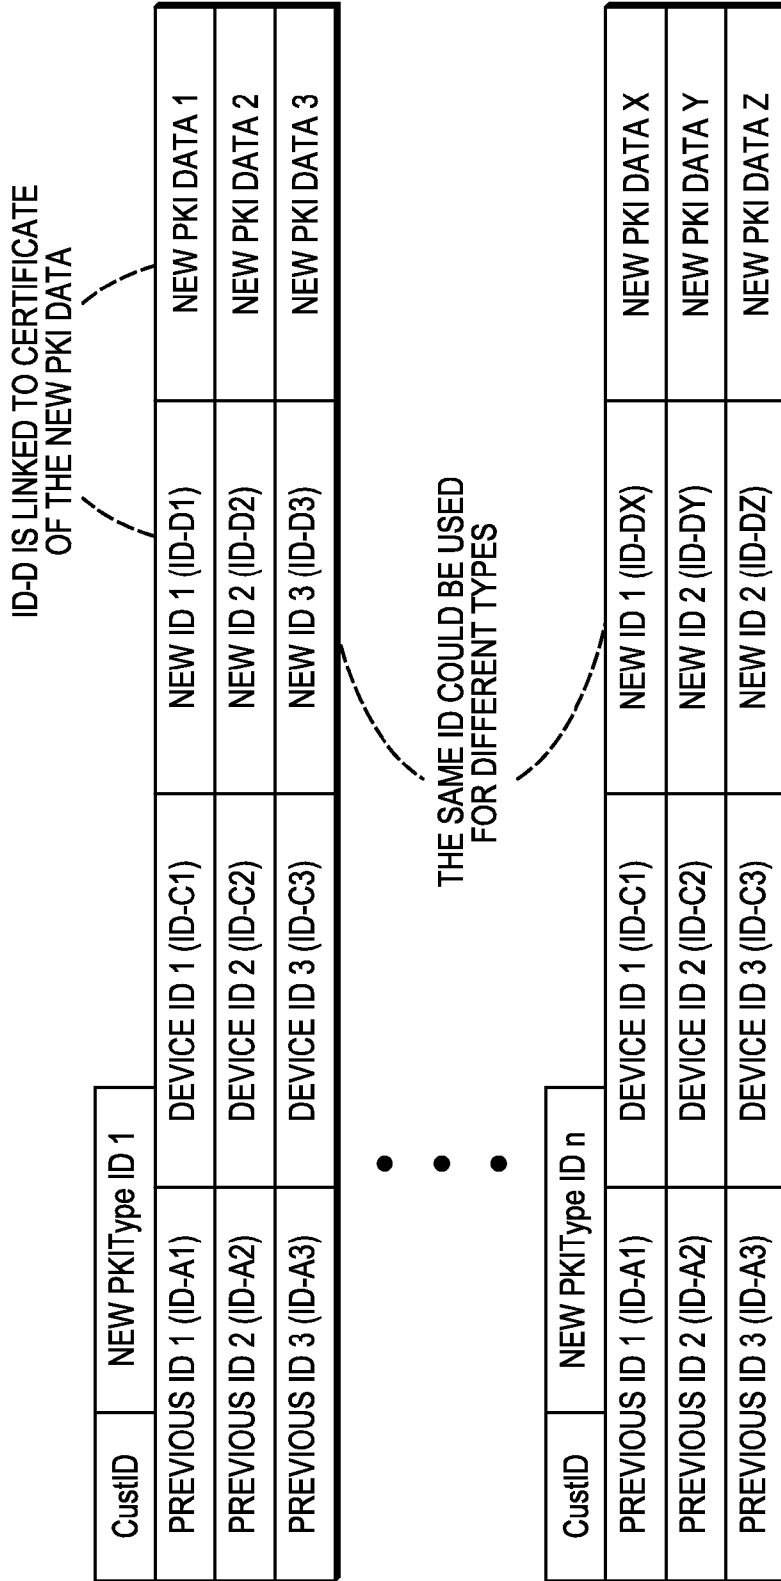 ID-D IS LINKED TO CERTIFICATE
OF THE NEW PKI DATA
CustID
NEW PKIType ID 1
PREVIOUS ID 1 (ID-A1)
DEVICE ID 1 (ID-C1)
NEW ID 1 (ID-D1)
NEW PKI DATA 1
PREVIOUS ID 2 (ID-A2)
DEVICE ID 2 (ID-C2)
NEW ID 2 (ID-D2)
NEW PKI DATA 2
PREVIOUS ID 3 (ID-A3)
DEVICE ID 3 (ID-C3)
NEW ID 3 (ID-D3)
NEW PKI DATA 3
THE SAME ID COULD BE USED
FOR DIFFERENT TYPES
CustID
NEW PKIType ID n
PREVIOUS ID 1 (ID-A1)
DEVICE ID 1 (ID-C1)
NEW ID 1 (ID-DX)
NEW PKI DATA X
PREVIOUS ID 2 (ID-A2)
DEVICE ID 2 (ID-C2)
NEW ID 2 (ID-DY)
NEW PKI DATA Y
PREVIOUS ID 3 (ID-A3)
DEVICE ID 3 (ID-C3)
NEW ID 2 (ID-DZ)
NEW PKI DATA Z